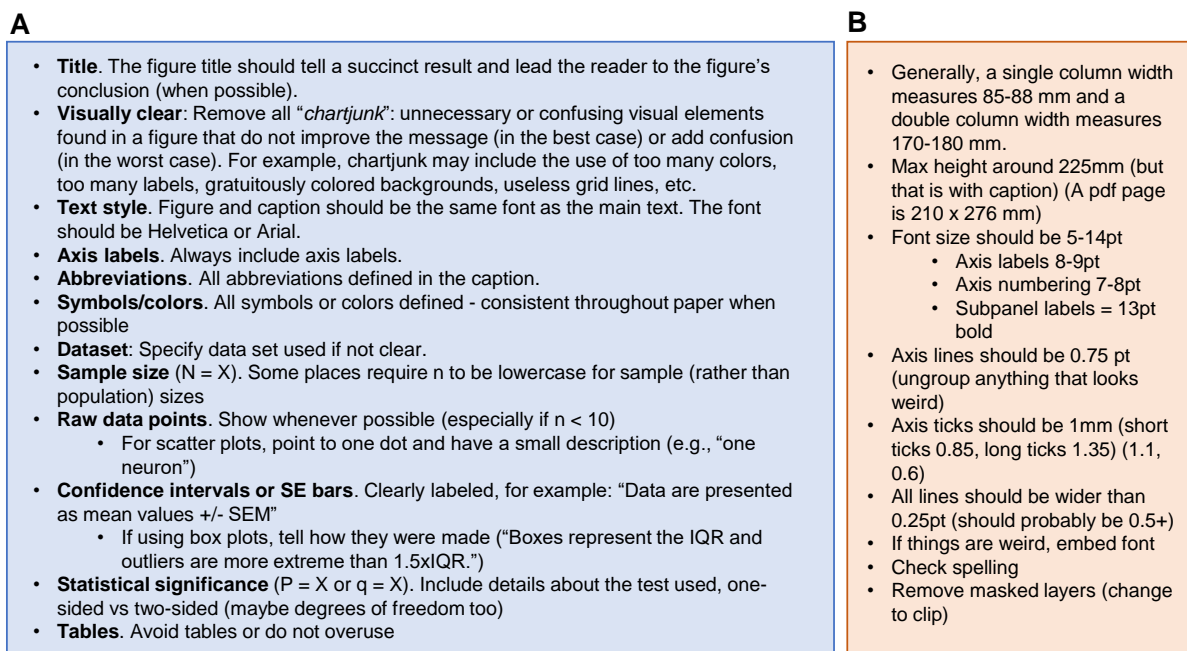 A
• Title. The figure title should tell a succinct result and lead the reader to the figure's
conclusion (when possible).
• Visually clear: Remove all “chartjunk”: unnecessary or confusing visual elements
found in a figure that do not improve the message (in the best case) or add confusion
(in the worst case). For example, chartjunk may include the use of too many colors,
too many labels, gratuitously colored backgrounds, useless grid lines, etc.
• Text style. Figure and caption should be the same font as the main text. The font
should be Helvetica or Arial.
• Axis labels. Always include axis labels.
• Abbreviations. All abbreviations defined in the caption.
• Symbols/colors. All symbols or colors defined - consistent throughout paper when
possible
• Dataset: Specify data set used if not clear.
• Sample size (N = X). Some places require n to be lowercase for sample (rather than
population) sizes
• Raw data points. Show whenever possible (especially if n < 10)
• For scatter plots, point to one dot and have a small description (e.g., “one
neuron”)
• Confidence intervals or SE bars. Clearly labeled, for example: “Data are presented
as mean values +/- SEM”
• If using box plots, tell how they were made (“Boxes represent the IQR and
outliers are more extreme than 1.5xIQR.”)
• Statistical significance (P = X or q = X). Include details about the test used, one-
sided vs two-sided (maybe degrees of freedom too)
• Tables. Avoid tables or do not overuse
B
• Generally, a single column width
measures 85-88 mm and a
double column width measures
170-180 mm.
• Max height around 225mm (but
that is with caption) (A pdf page
is 210 x 276 mm)
• Font size should be 5-14pt
• Axis labels 8-9pt
• Axis numbering 7-8pt
• Subpanel labels = 13pt
bold
• Axis lines should be 0.75 pt
(ungroup anything that looks
weird)
• Axis ticks should be 1mm (short
ticks 0.85, long ticks 1.35) (1.1,
0.6)
• All lines should be wider than
0.25pt (should probably be 0.5+)
• If things are weird, embed font
• Check spelling
• Remove masked layers (change
to clip)